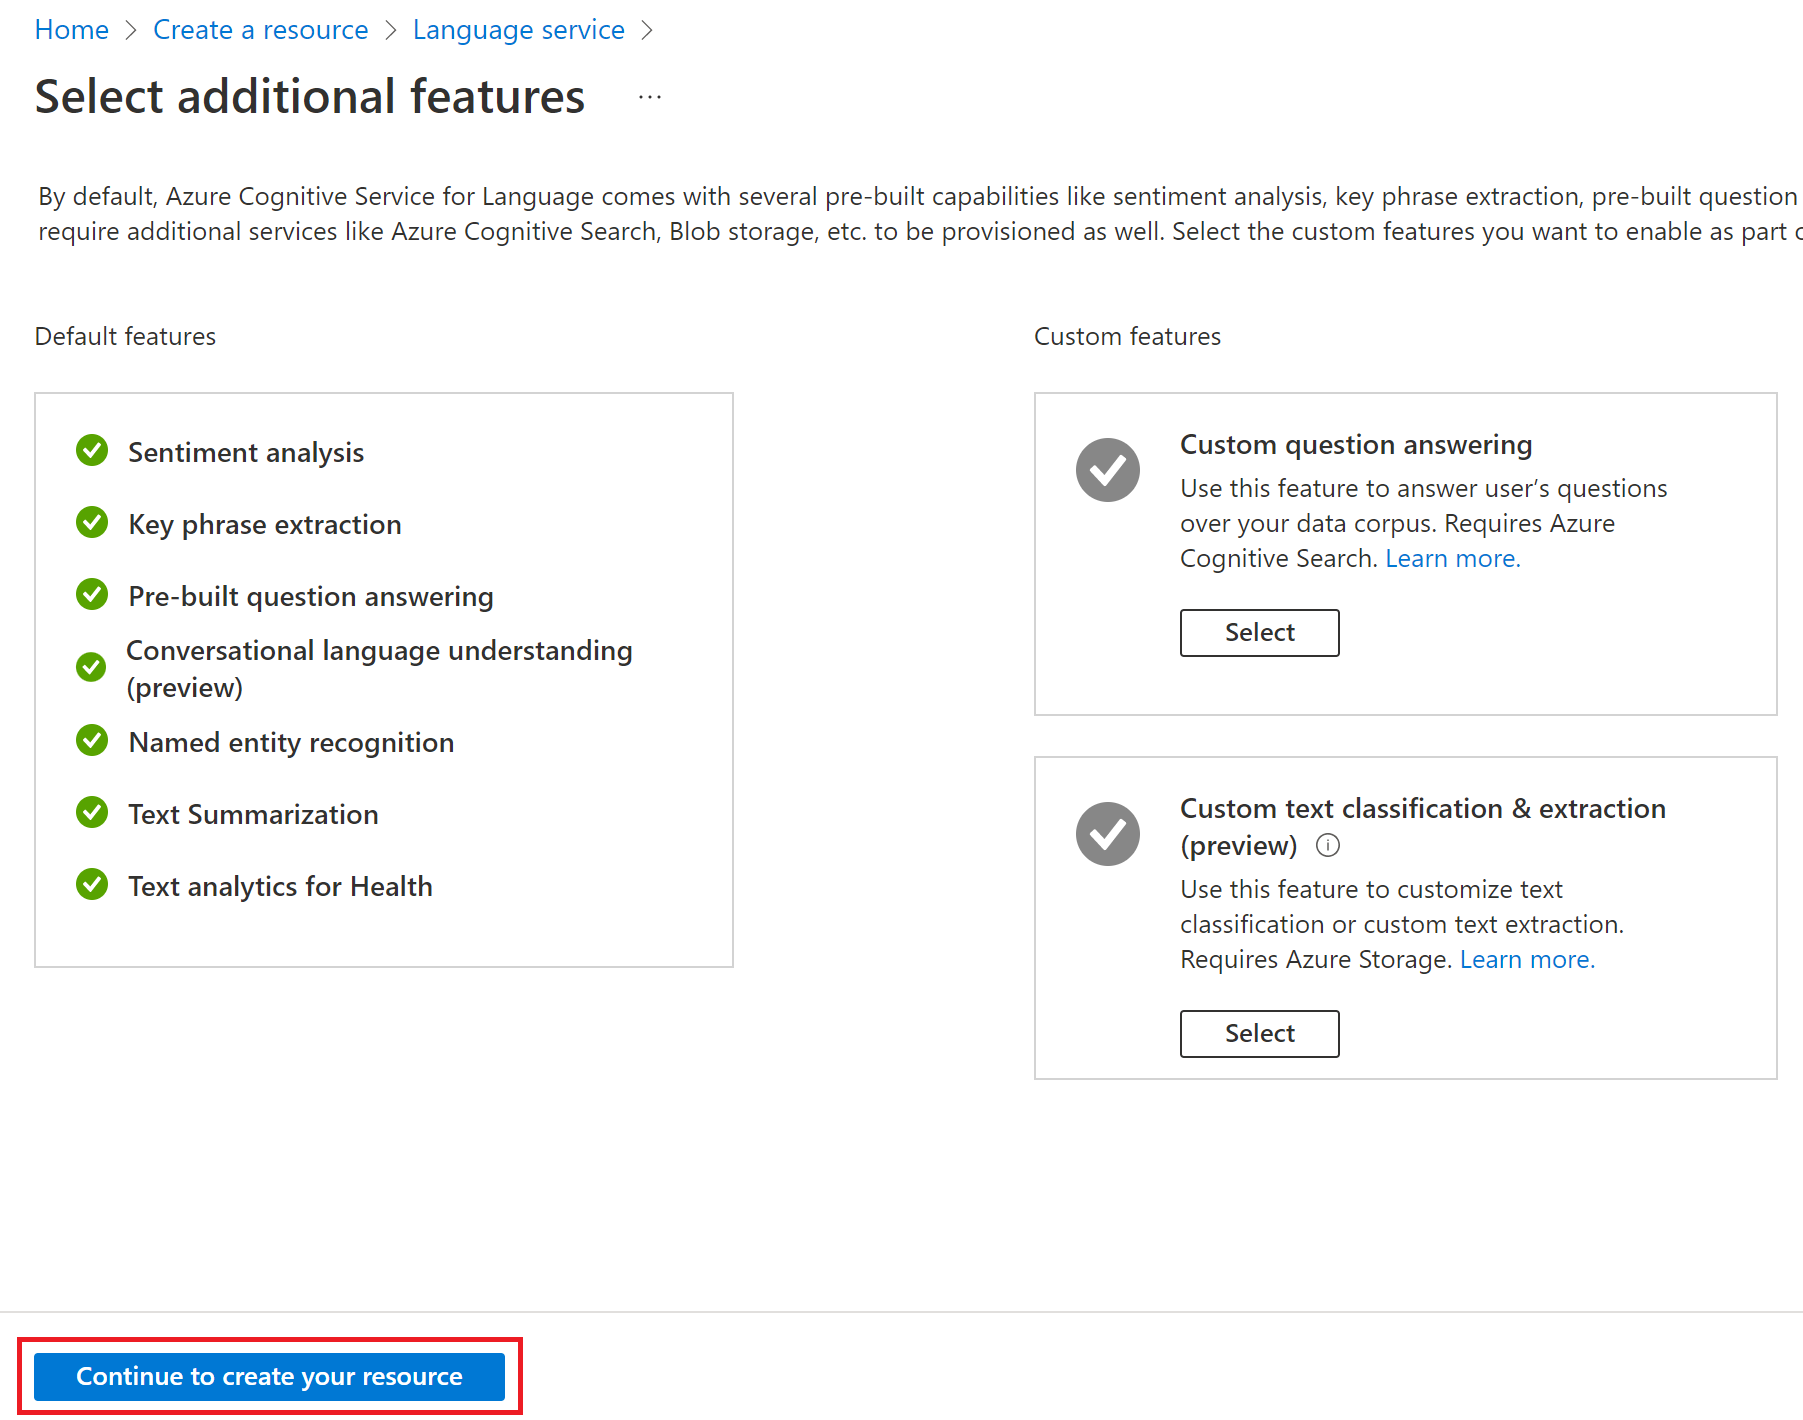 Home > Create a resource > Language service >
Select additional features ...
By default, Azure Cognitive Service for Language comes with several pre-built capabilities like sentiment analysis, key phrase extraction, pre-built question
require additional services like Azure Cognitive Search, Blob storage, etc. to be provisioned as well. Select the custom features you want to enable as part
Default features
Sentiment analysis
Key phrase extraction
Pre-built question answering
Conversational language understanding
(preview)
Named entity recognition
Text Summarization
Text analytics for Health
Custom features
Custom question answering
Use this feature to answer user’s questions
over your data corpus. Requires Azure
Cognitive Search. Learn more.
Select
Custom text classification & extraction
(preview)
Use this feature to customize text
classification or custom text extraction.
Requires Azure Storage. Learn more.
Select
Continue to create your resource